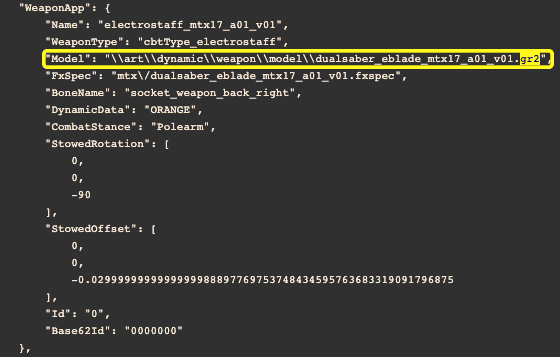 "WeaponApp": {
"Name": "electrostaff_mtx17_a01_v01",
"WeaponType": "cbtType_electrostaff",
"Model": "\\art\\dynamic\\weapon\\model\\dualsaber_eblade_mtx17_a01_v01.gr2",
"FxSpec": "mtx\/dualsaber_eblade_mtx17_a01_v01.fxspec",
"BoneName": "socket_weapon_back_right",
"DynamicData": "ORANGE",
"CombatStance": "Polearm",
"StowedRotation": [
0,
0,
-90
],
"StowedOffset": [
0,
0,
-0.0299999999999999988897769753748434595763683319091796875
],
"Id": "0",
"Base62Id": "0000000"
},